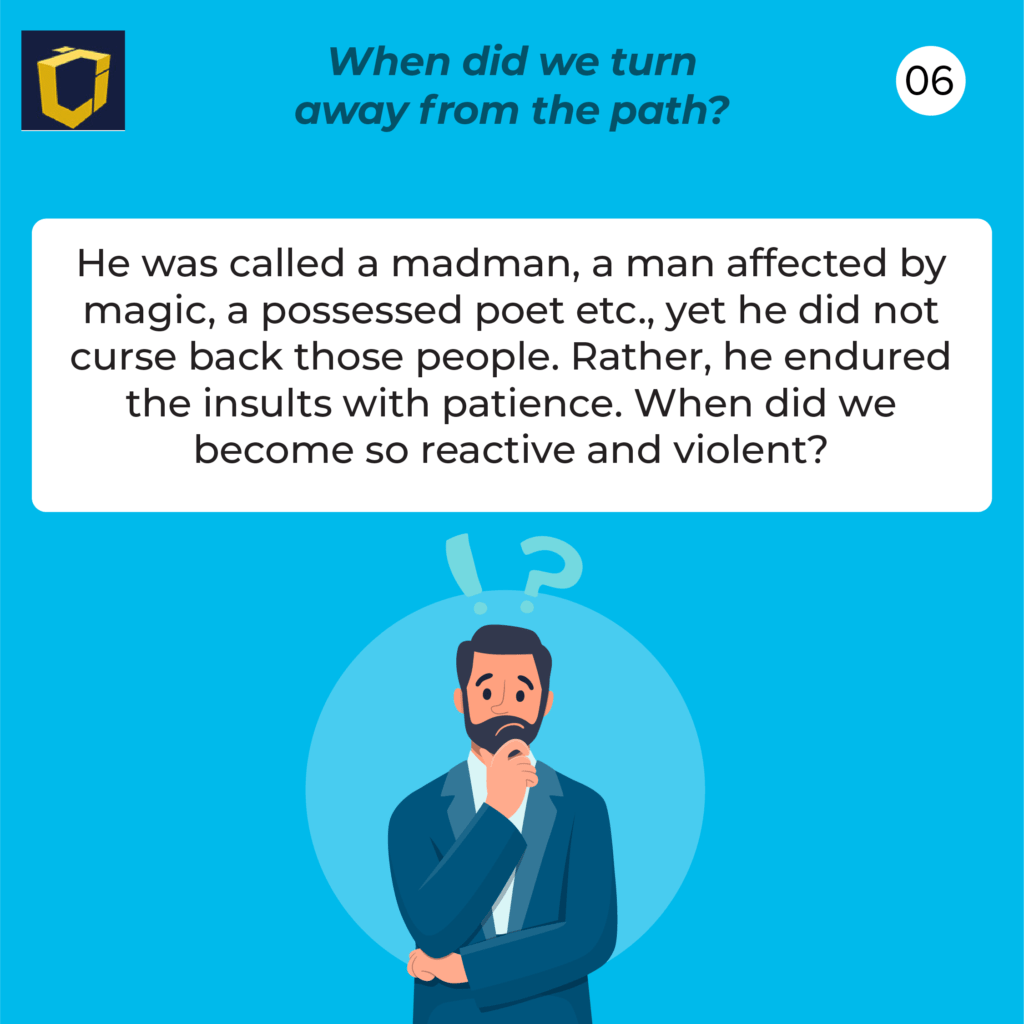 When did we turn
away from the path?
06
He was called a madman, a man affected by
magic, a possessed poet etc., yet he did not
curse back those people. Rather, he endured
the insults with patience. When did we
become so reactive and violent?
! ?